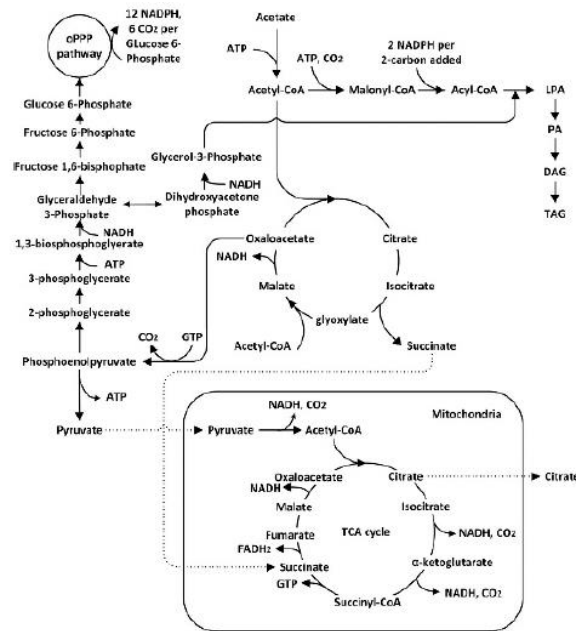 oPPP
pathway
12 NADPH,
6 CO2 per
GLucose 6-
Phosphate
Acetate
ATP
ATP, CO2
2 NADPH per
2-carbon added
Acetyl-CoA
Malonyl-CoA
Acyl-CoA
LPA
PA
DAG
TAG
Glucose 6-Phosphate
Fructose 6-Phosphate
Fructose 1,6-bisphophate
Glyceraldehyde
3-Phosphate
Glycerol-3-Phosphate
NADH
Dihydroxyacetone
phosphate
NADH
1,3-biosphosphoglyerate
ATP
3-phosphoglycerate
2-phosphoglycerate
Phosphoenolpyruvate
CO2
GTP
ATP
Pyruvate
Oxaloacetate
Citrate
NADH
Malate
Isocitrate
glyoxylate
Acetyl-CoA
Succinate
Mitochondria
NADH, CO2
Pyruvate
Acetyl-CoA
Oxaloacetate
Citrate
Citrate
NADH
Malate
Isocitrate
Fumarate
TCA cycle
NADH, CO2
FADH2
Succinate
α-ketoglutarate
GTP
NADH, CO2
Succinyl-CoA